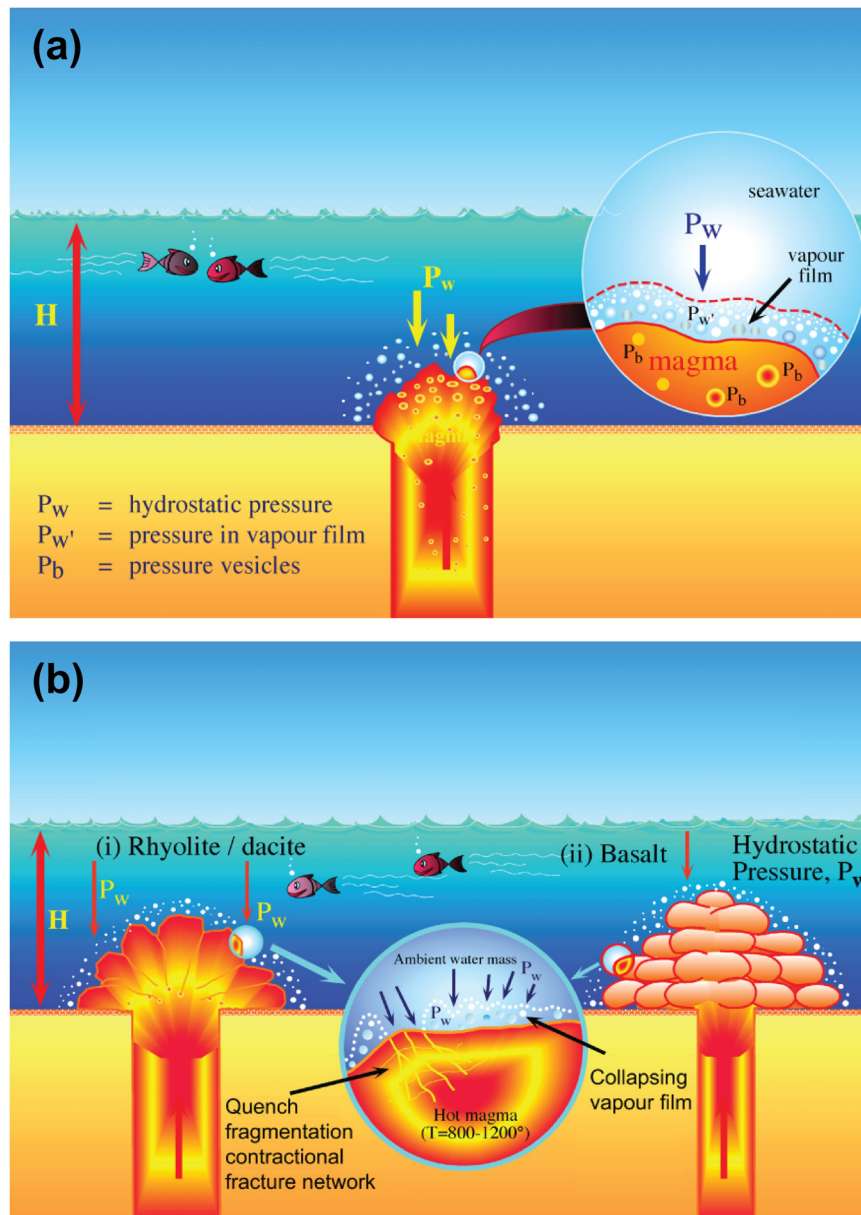 (a)
seawater
Pw
vapour
film
H
Pw
Pw'
Pb
magma
Pb
Pb
magma
Pw = hydrostatic pressure
Pw' = pressure in vapour film
Pb = pressure vesicles
(b)
(i) Rhyolite / dacite
(ii) Basalt
Hydrostatic
Pressure, Pw
Pw
Pw
H
Ambient water mass
Pw
Pw
Collapsing
vapour film
Quench
fragmentation
contractional
fracture network
Hot magma
(T=800-1200°)